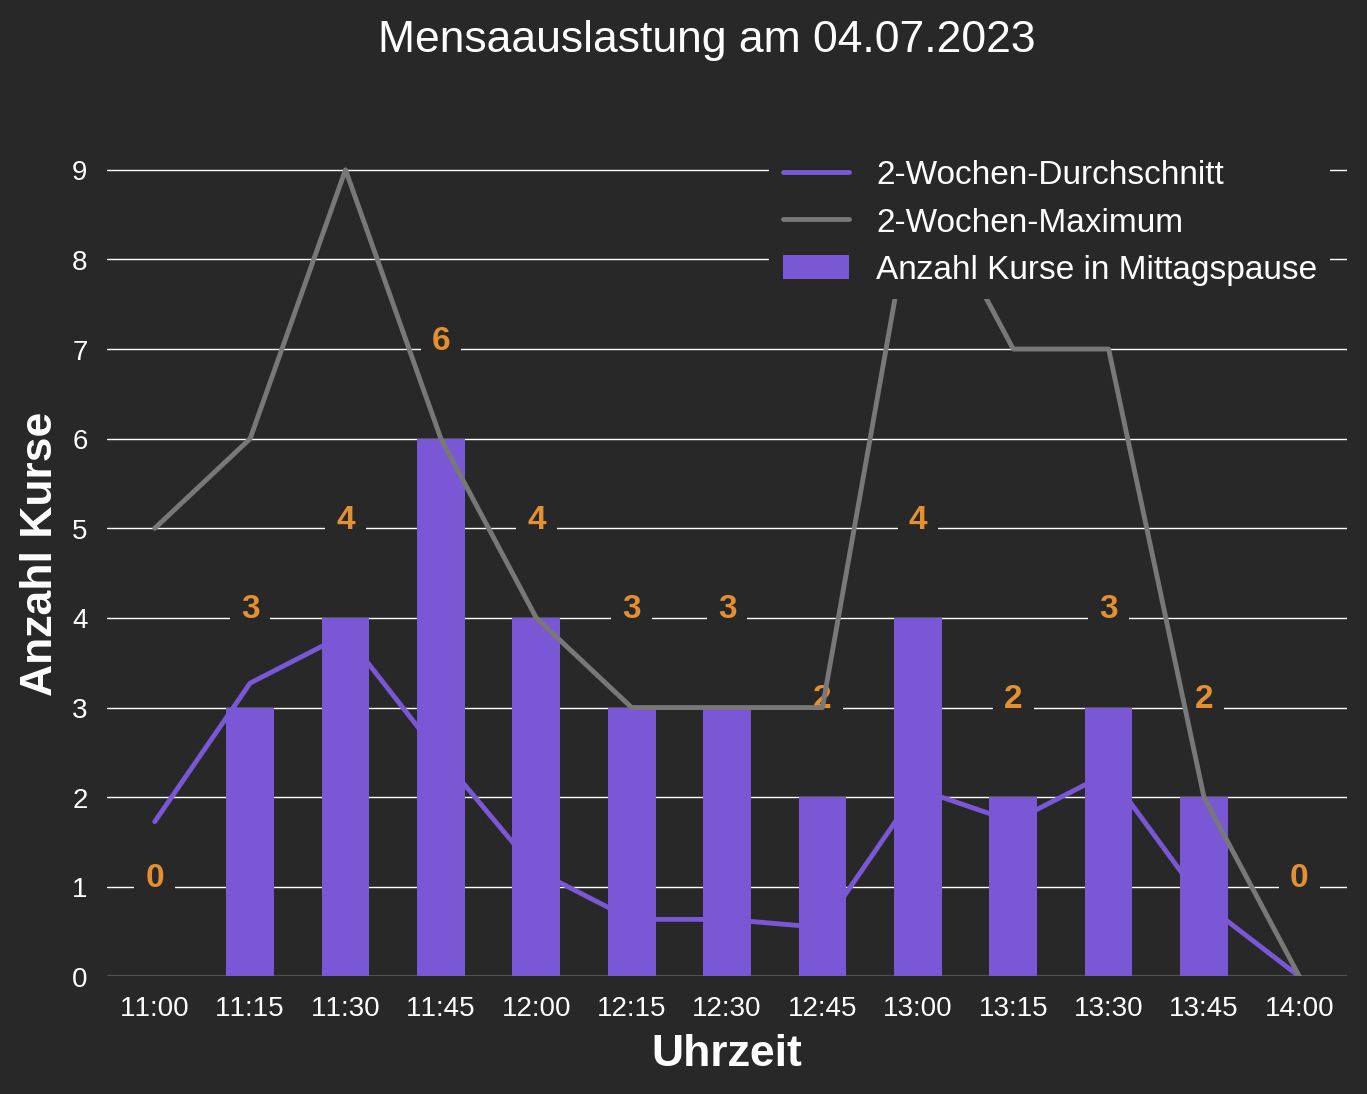 Mensaauslastung am 04.07.2023
2-Wochen-Durchschnitt
2-Wochen-Maximum
Anzahl Kurse in Mittagspause
Anzahl Kurse
9
8
7
6
5
4
3
2
1
0
6
4 4 4
3 3 3 3
2 2 2
0 0
11:00 11:15 11:30 11:45 12:00 12:15 12:30 12:45 13:00 13:15 13:30 13:45 14:00
Uhrzeit